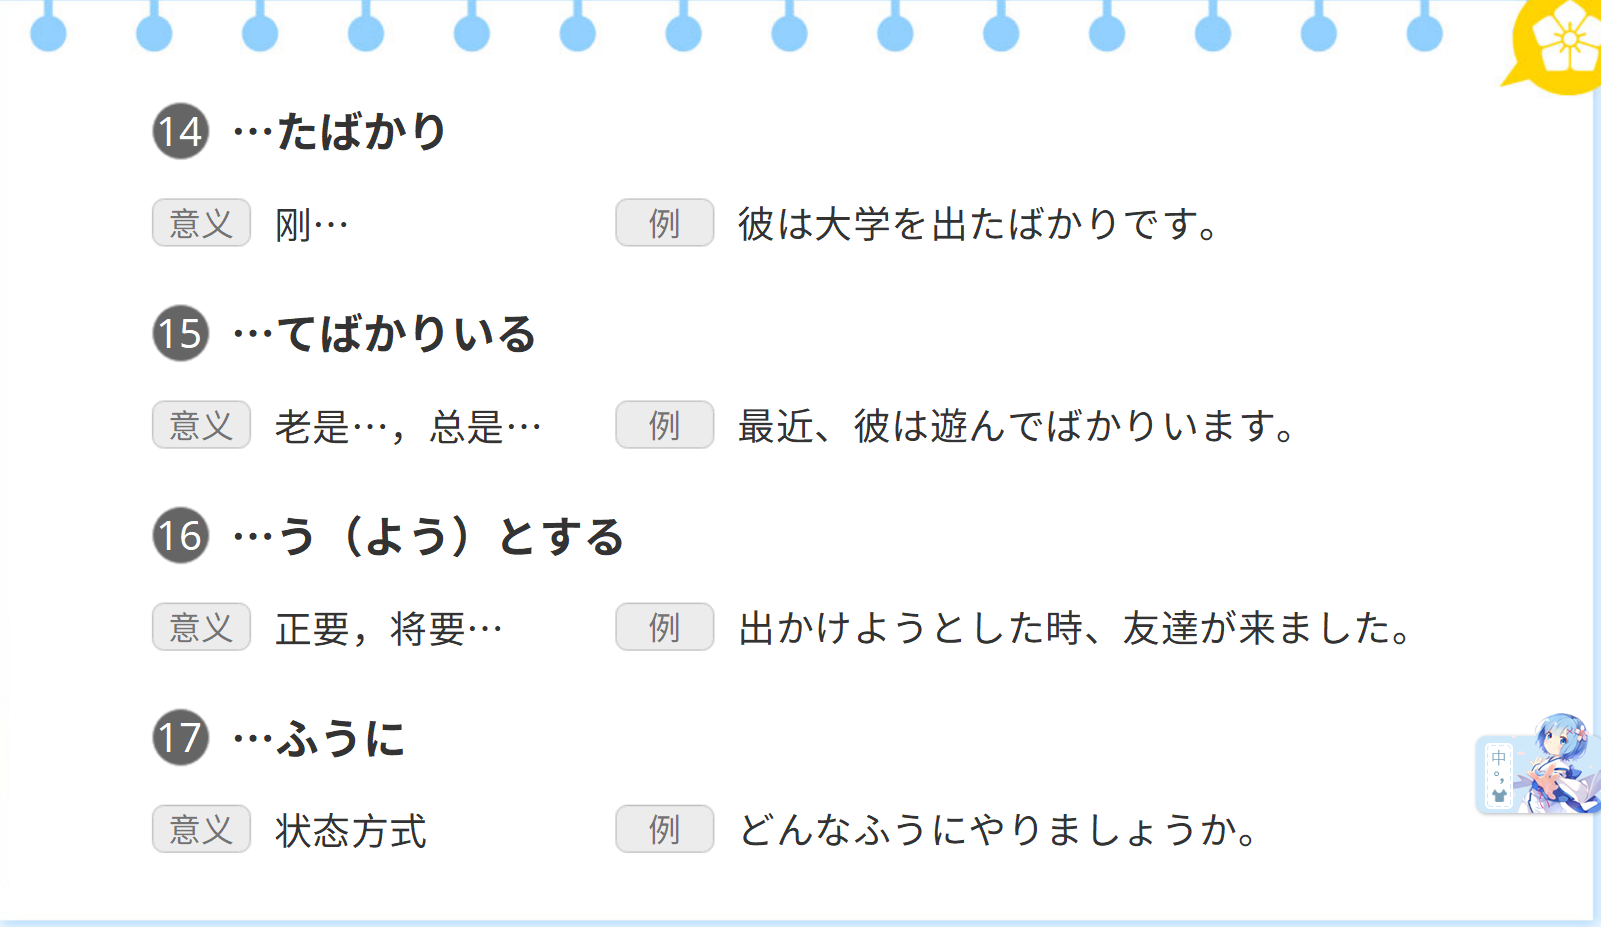 14 …たばかり
意义 刚… 例 彼は大学を出たばかりです。
15 …てばかりいる
意义 老是…，总是… 例 最近、彼は遊んでばかりいます。
16 …う（よう）とする
意义 正要，将要… 例 出かけようとした時、友達が来ました。
17 …ふうに
意义 状态方式 例 どんなふうにやりましょうか。
中
°,